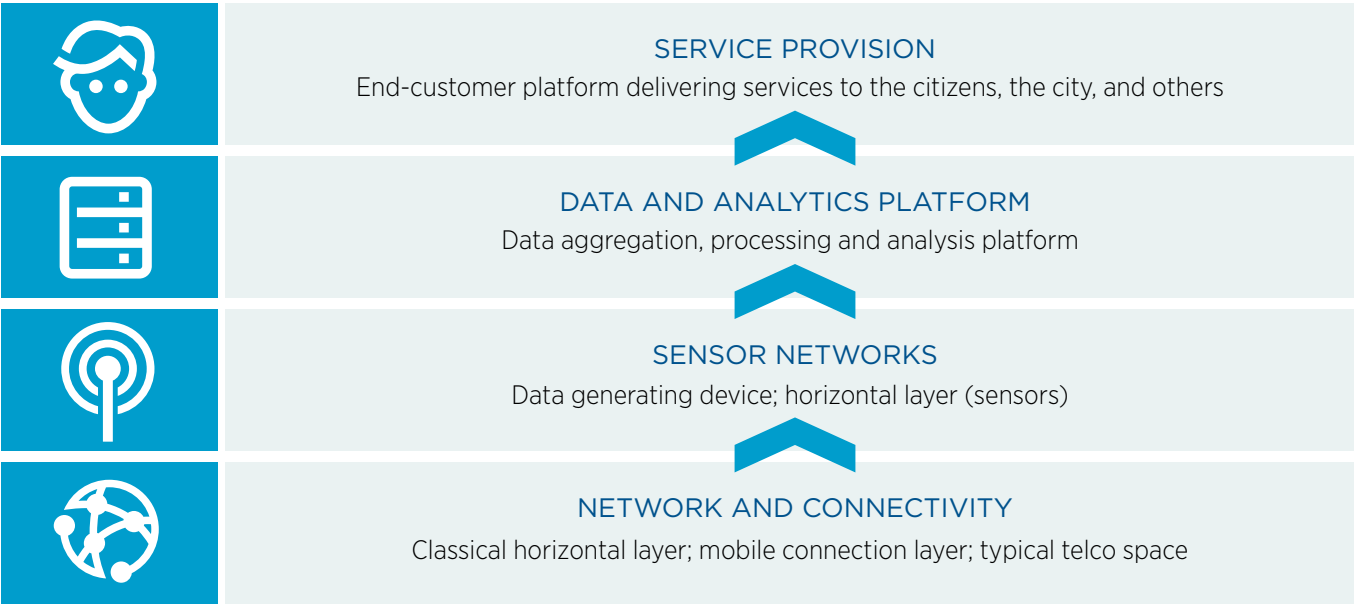 SERVICE PROVISION
End-customer platform delivering services to the citizens, the city, and others
DATA AND ANALYTICS PLATFORM
Data aggregation, processing and analysis platform
SENSOR NETWORKS
Data generating device; horizontal layer (sensors)
NETWORK AND CONNECTIVITY
Classical horizontal layer; mobile connection layer; typical telco space